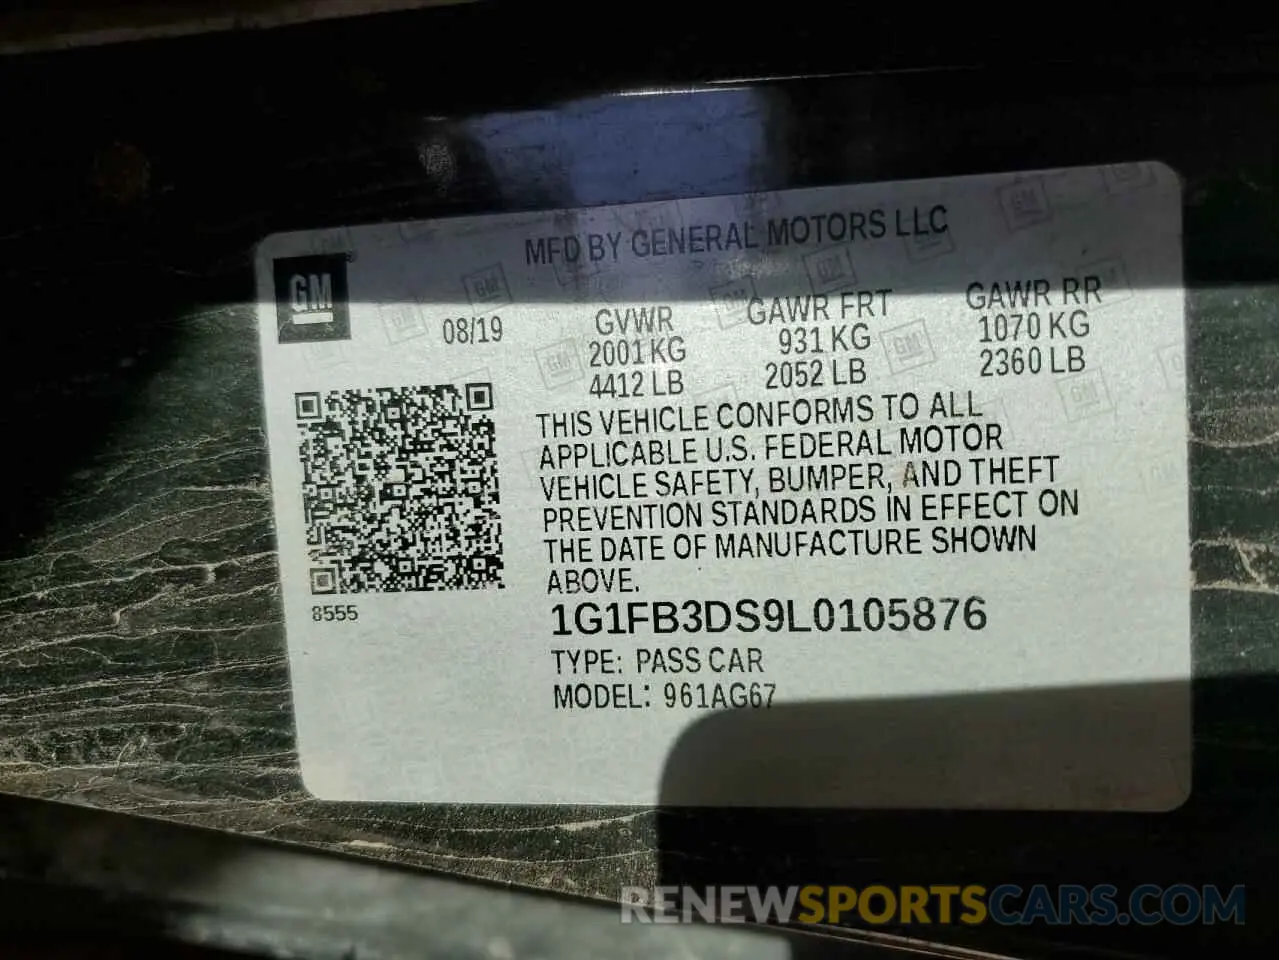 MFD BY GENERAL MOTORS LLC
GM
08/19
GVWR
2001 KG
4412 LB
GAWR FRT
931 KG
2052 LB
GAWR RR
1070 KG
2360 LB
THIS VEHICLE CONFORMS TO ALL
APPLICABLE U.S. FEDERAL MOTOR
VEHICLE SAFETY, BUMPER, AND THEFT
PREVENTION STANDARDS IN EFFECT ON
THE DATE OF MANUFACTURE SHOWN
ABOVE.
8555
1G1FB3DS9L0105876
TYPE: PASS CAR
MODEL: 961AG67
RENEWSPORTSCARS.COM